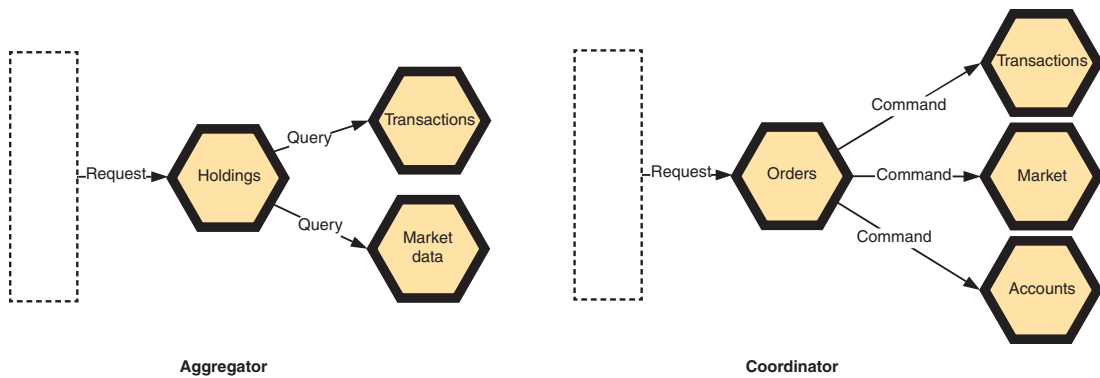 Transactions
Query
Request
Holdings
Query
Market
data
Aggregator
Transactions
Command
Request
Orders
Command
Market
Command
Accounts
Coordinator